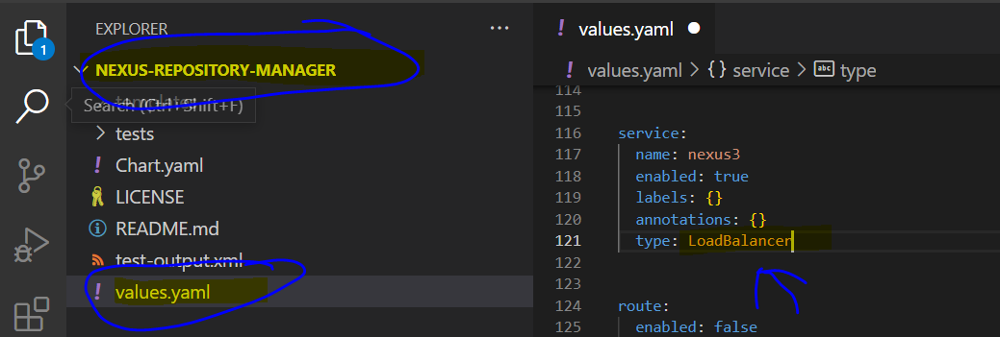 EXPLORER
...
1
NEXUS-REPOSITORY-MANAGER
Search (Ctrl+Shift+F)
tests
! Chart.yaml
LICENSE
README.md
test-output.xml
! values.yaml
! values.yaml
! values.yaml > {} service > abc type
114
115
116 service:
117 name: nexus3
118 enabled: true
119 labels: {}
120 annotations: {}
121 type: LoadBalancer
122
123
124 route:
125 enabled: false